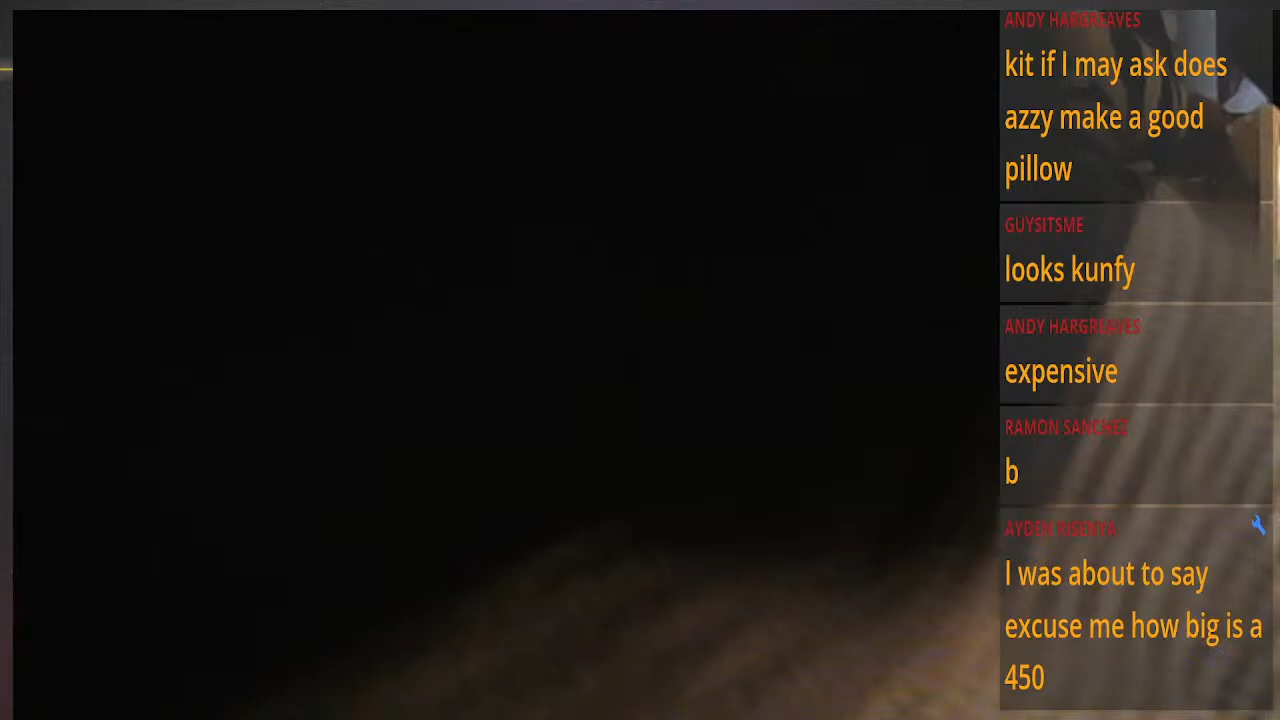 ANDY HARGREAVES
kit if I may ask does
azzy make a good
pillow
GUYSITSME
looks kunfy
ANDY HARGREAVES
expensive
RAMON SANCHEZ
b
AYDEN RISENYA
I was about to say
excuse me how big is a
450